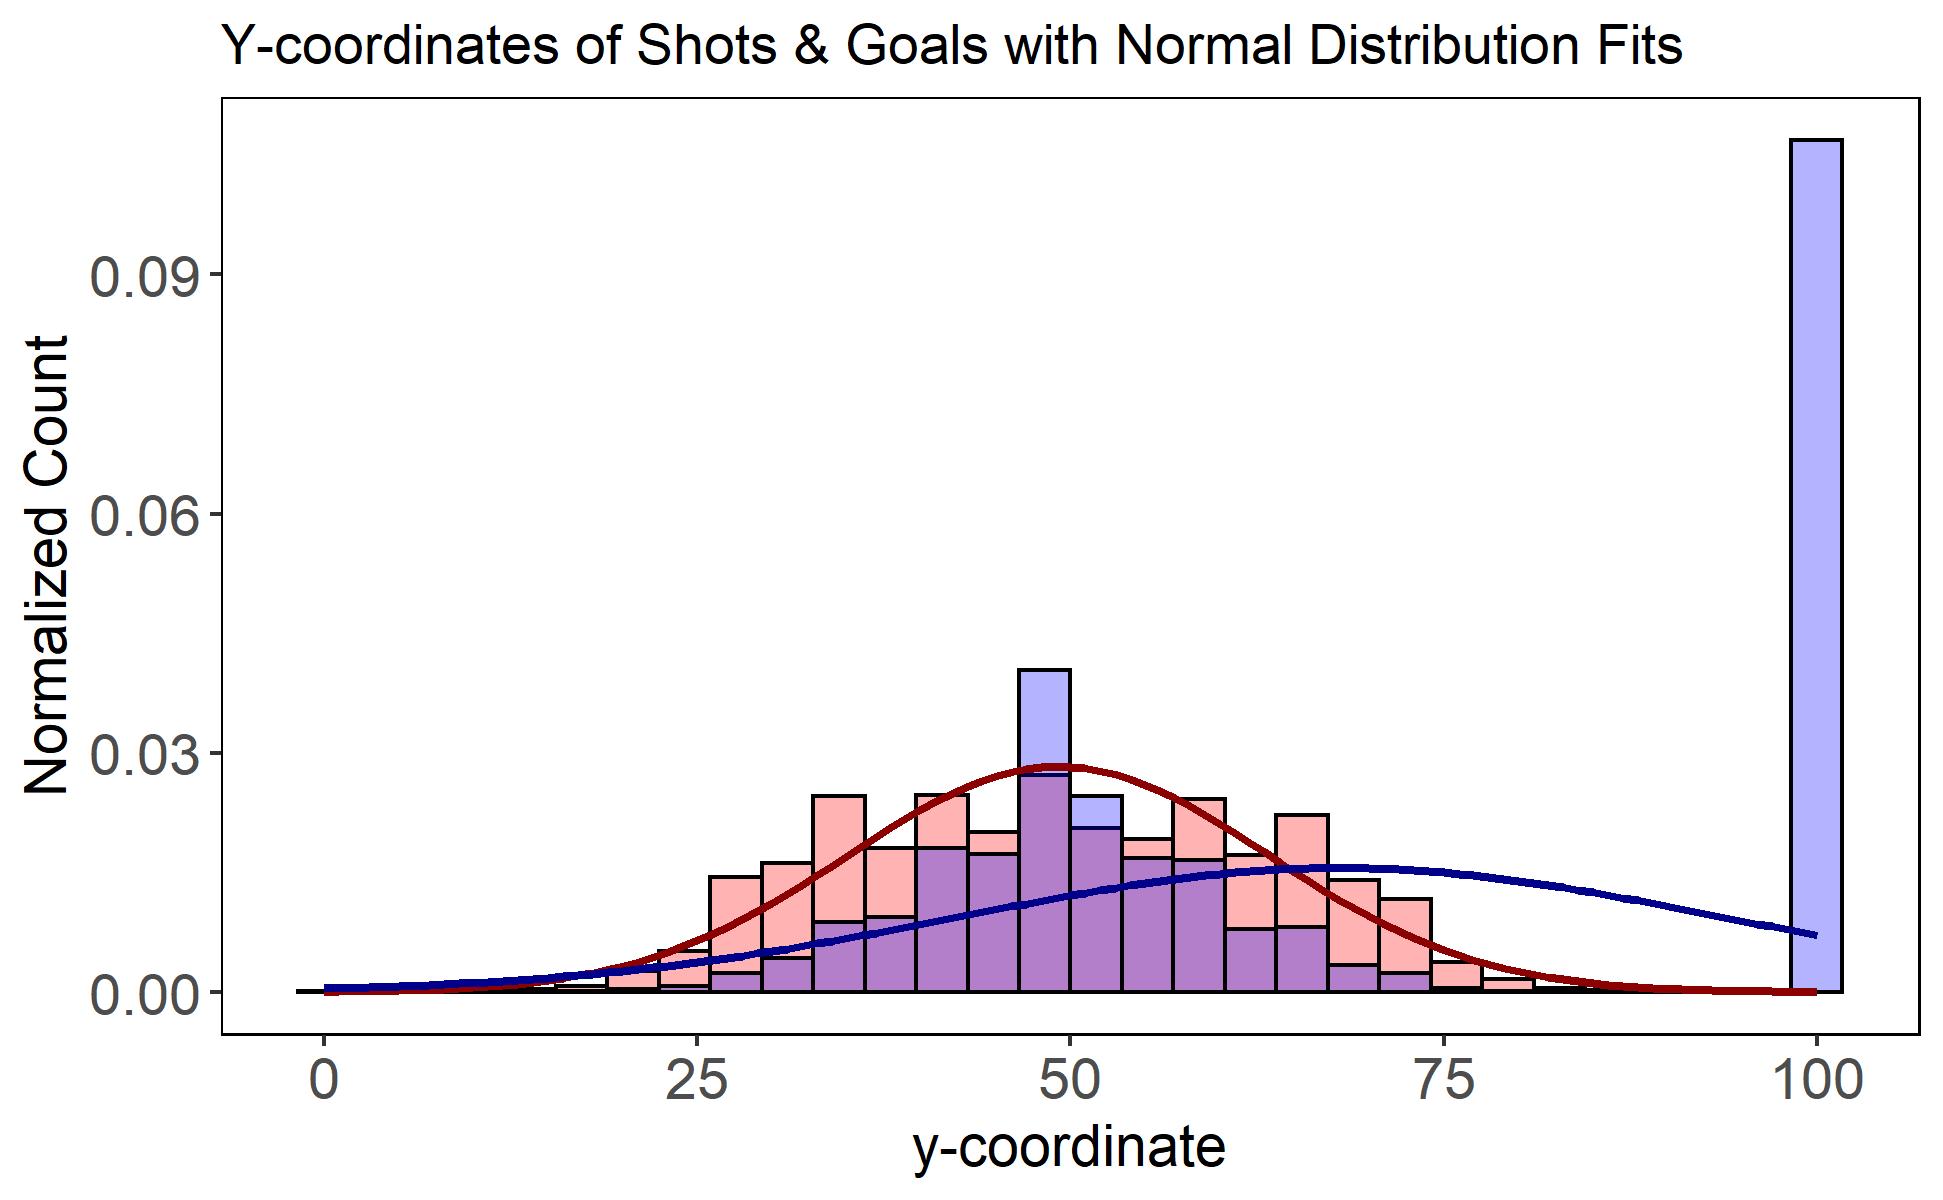 Y-coordinates of Shots & Goals with Normal Distribution Fits
Normalized Count
0.09
0.06
0.03
0.00
0 25 50 75 100
y-coordinate